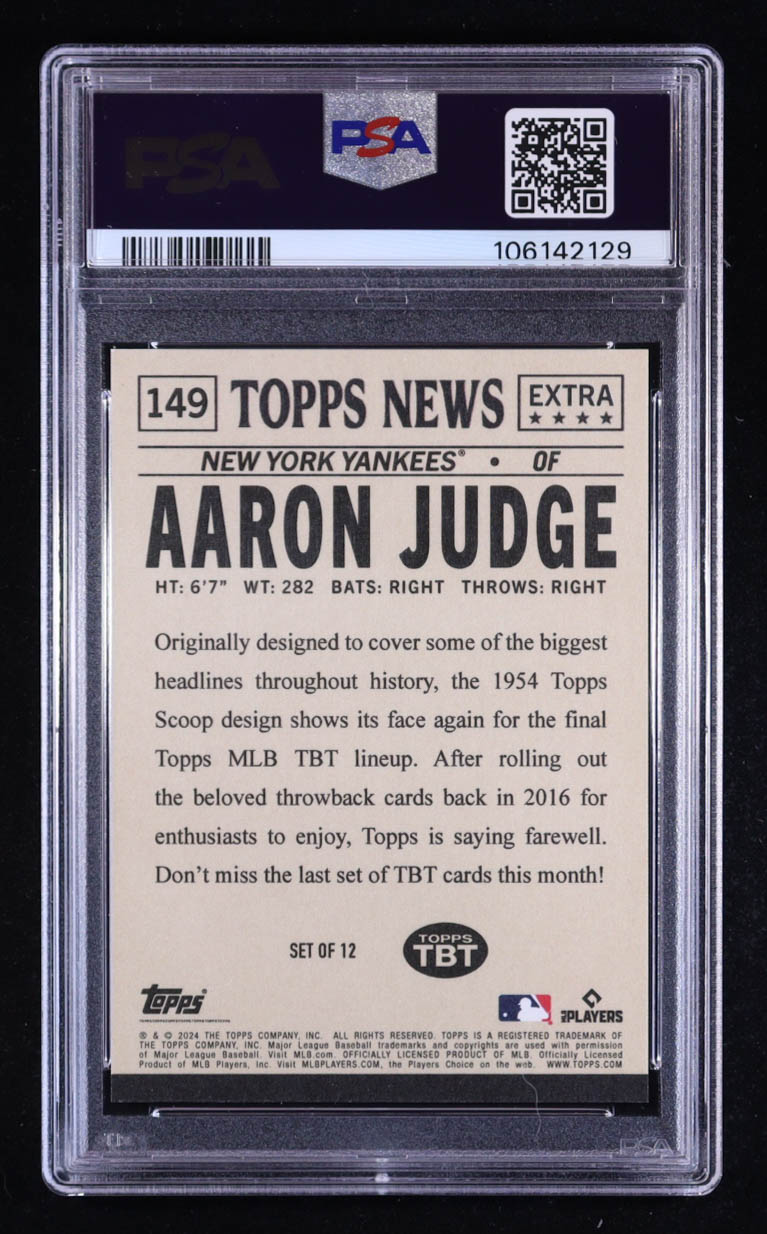 PSA
PSA
106142129
149 TOPPS NEWS EXTRA
NEW YORK YANKEES® • OF
AARON JUDGE
HT: 6'7" WT: 282 BATS: RIGHT THROWS: RIGHT
Originally designed to cover some of the biggest
headlines throughout history, the 1954 Topps
Scoop design shows its face again for the final
Topps MLB TBT lineup. After rolling out
the beloved throwback cards back in 2016 for
enthusiasts to enjoy, Topps is saying farewell.
Don't miss the last set of TBT cards this month!
SET OF 12
TOPPS
TBT
Topps®
PLAYERS
® & © 2024 THE TOPPS COMPANY, INC. ALL RIGHTS RESERVED. TOPPS IS A REGISTERED TRADEMARK OF
THE TOPPS COMPANY, INC. Major League Baseball trademarks and copyrights are used with permission
of Major League Baseball. Visit MLB.com. OFFICIALLY LICENSED PRODUCT OF MLB. Officially Licensed
Product of MLB Players, Inc. Visit MLBPLAYERS.COM, the Players Choice on the web. WWW.TOPPS.COM
PSA